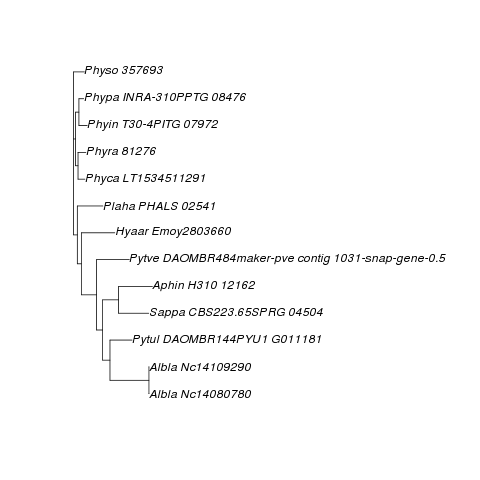 Physo 357693
Phypa INRA-310PPTG 08476
Phyin T30-4PITG 07972
Phyra 81276
Phyca LT1534511291
Plaha PHALS 02541
Hyaar Emoy2803660
Pytve DAOMBR484maker-pve contig 1031-snap-gene-0.5
Aphin H310 12162
Sappa CBS223.65SPRG 04504
Pytul DAOMBR144PYU1 G011181
Albla Nc14109290
Albla Nc14080780